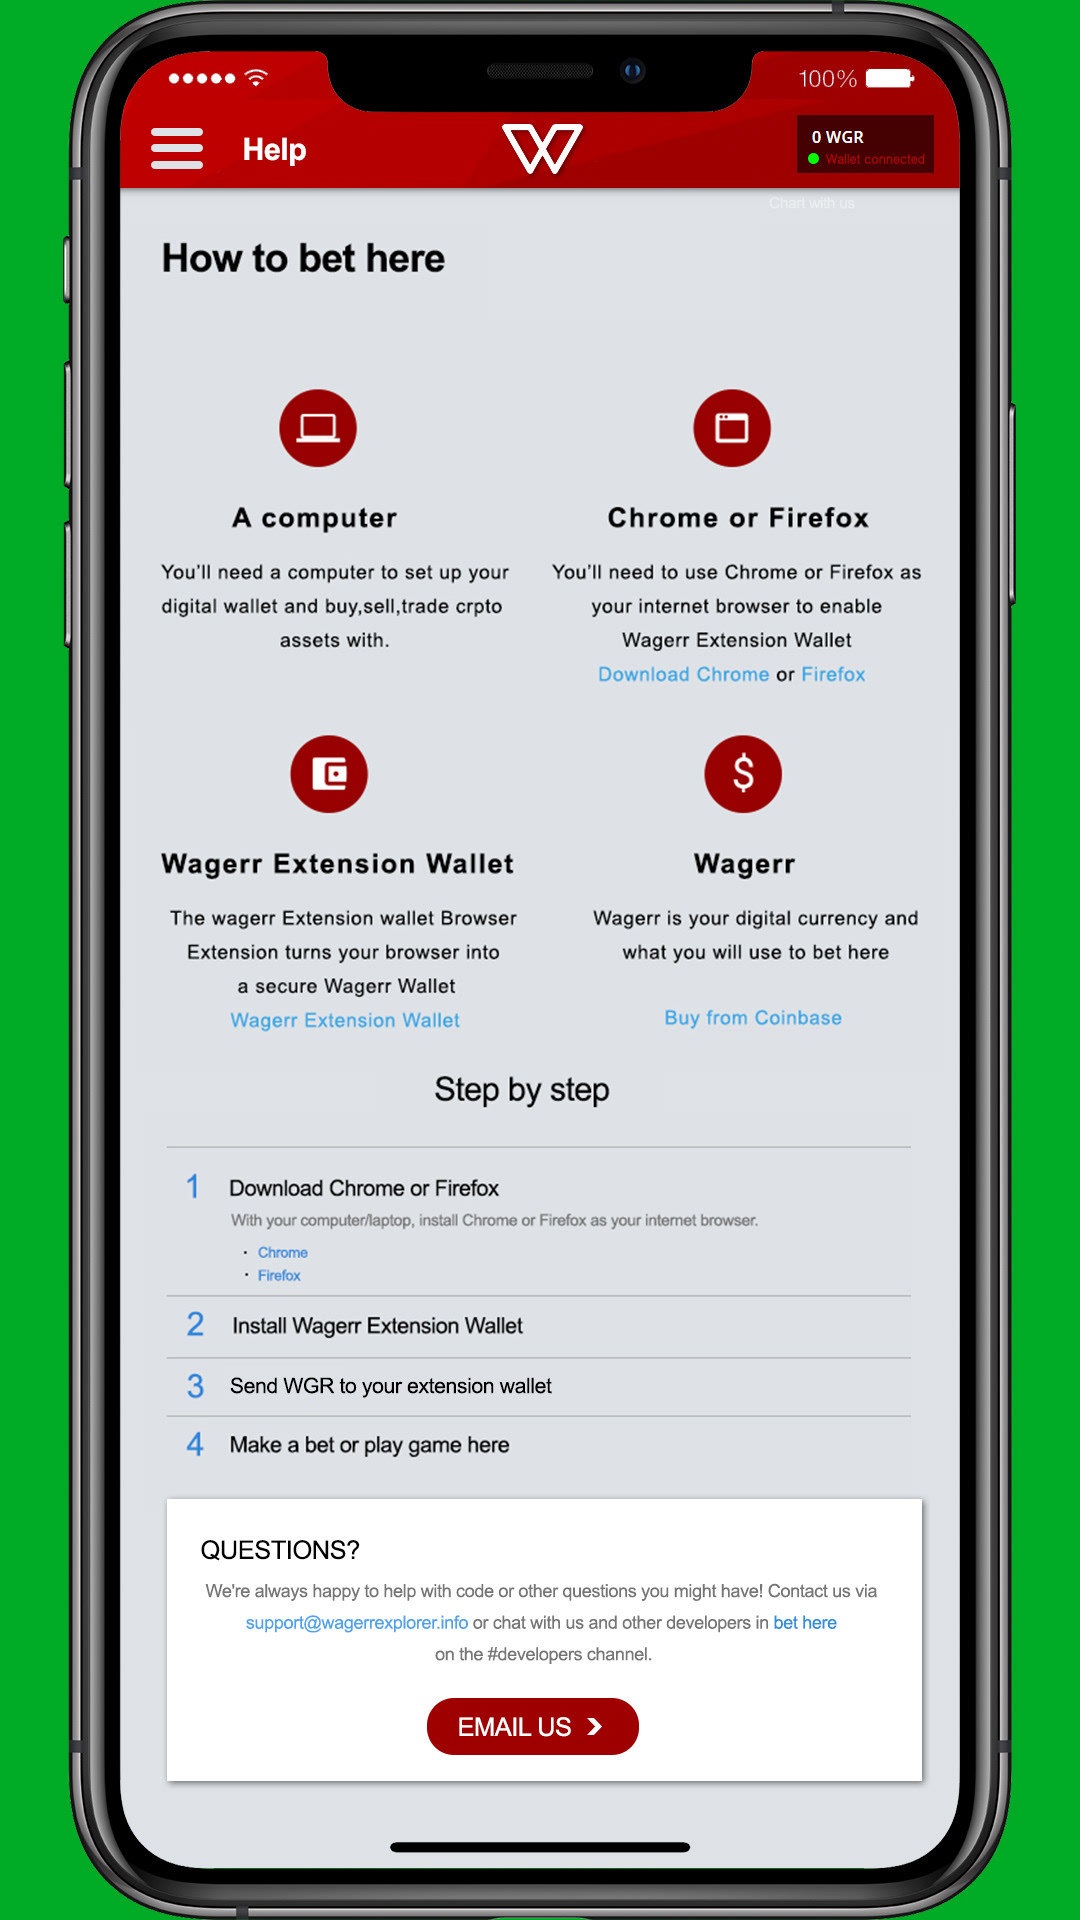 100%
Help
0 WGR
Wallet connected
Chart with us
How to bet here
A computer
You'll need a computer to set up your
digital wallet and buy,sell,trade crpto
assets with.
Chrome or Firefox
You'll need to use Chrome or Firefox as
your internet browser to enable
Wagerr Extension Wallet
Download Chrome or Firefox
Wagerr Extension Wallet
The wagerr Extension wallet Browser
Extension turns your browser into
a secure Wagerr Wallet
Wagerr Extension Wallet
$
Wagerr
Wagerr is your digital currency and
what you will use to bet here
Buy from Coinbase
Step by step
1 Download Chrome or Firefox
With your computer/laptop, install Chrome or Firefox as your internet browser.
· Chrome
· Firefox
2 Install Wagerr Extension Wallet
3 Send WGR to your extension wallet
4 Make a bet or play game here
QUESTIONS?
We're always happy to help with code or other questions you might have! Contact us via
support@wagerrexplorer.info or chat with us and other developers in bet here
on the #developers channel.
EMAIL US